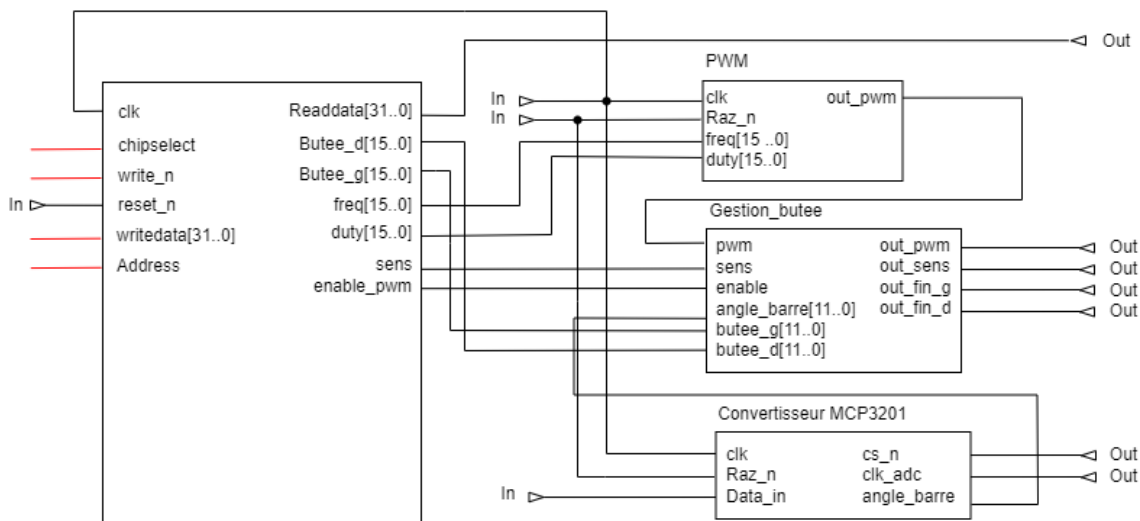 Out
PWM
clk
Readdata[31..0]
In
In
clk
out_pwm
Raz_n
freq[15 ..0]
duty[15..0]
chipselect
Butee_d[15..0]
write_n
Butee_g[15..0]
In
reset_n
freq[15..0]
writedata[31..0]
duty[15..0]
Address
sens
enable_pwm
Gestion_butee
pwm
out_pwm
Out
sens
out_sens
Out
enable
out_fin_g
Out
angle_barre[11..0]
out_fin_d
Out
butee_g[11..0]
butee_d[11..0]
Convertisseur MCP3201
clk
cs_n
Out
Raz_n
clk_adc
Out
In
Data_in
angle_barre